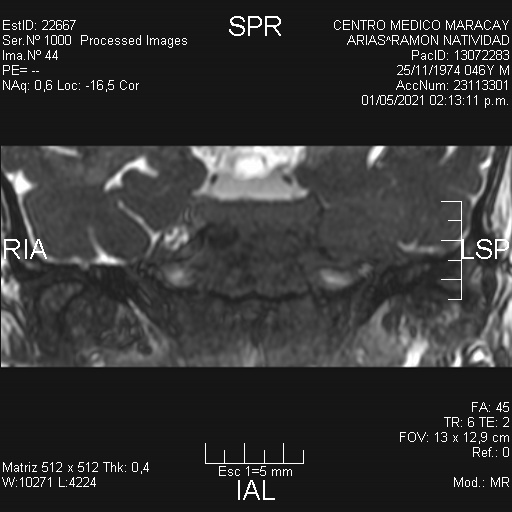 EstID: 22667
Ser.Nº 1000 Processed Images
Ima.Nº 44
PE= --
NAq: 0,6 Loc: -16,5 Cor
SPR
CENTRO MEDICO MARACAY
ARIAS^RAMON NATIVIDAD
PacID: 13072283
25/11/1974 046Y M
AccNum: 23113301
01/05/2021 02:13:11 p.m.
RIA
LSP
FA: 45
TR: 6 TE: 2
FOV: 13 x 12,9 cm
Ref.: 0
Mod.: MR
Matriz 512 x 512 Thk: 0,4
W:10271 L:4224
Esc 1=5 mm
IAL